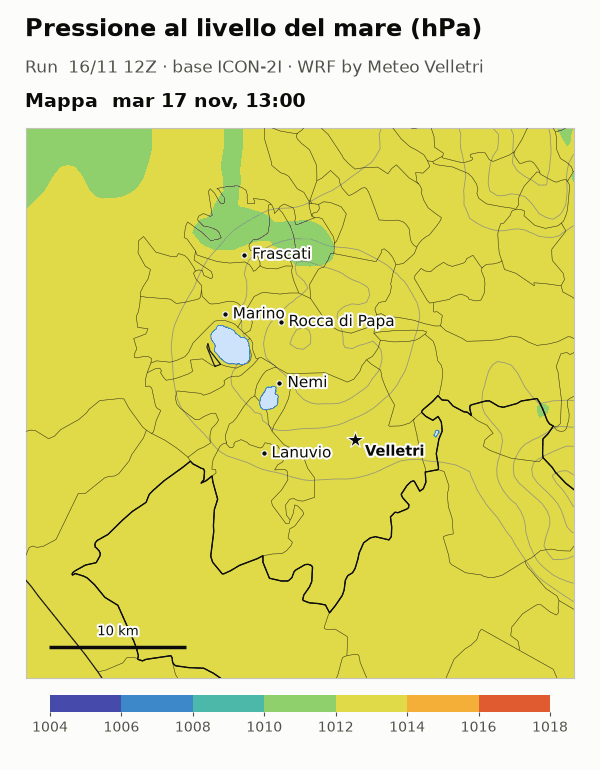 Pressione al livello del mare (hPa)
Run  16/11 12Z · base ICON-2I · WRF by Meteo Velletri
Mappa  mar 17 nov, 13:00
Frascati
Marino
Rocca di Papa
Nemi
Velletri
Lanuvio
10 km
1004 1006 1008 1010 1012 1014 1016 1018